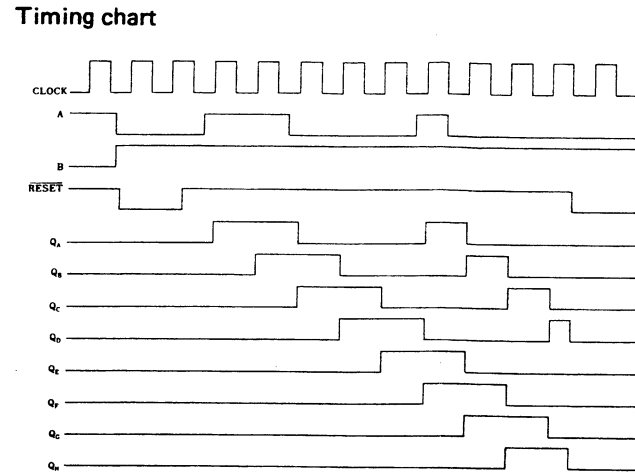 Timing chart
CLOCK
A
B
RESET
Q_A
Q_B
Q_C
Q_D
Q_E
Q_F
Q_G
Q_H